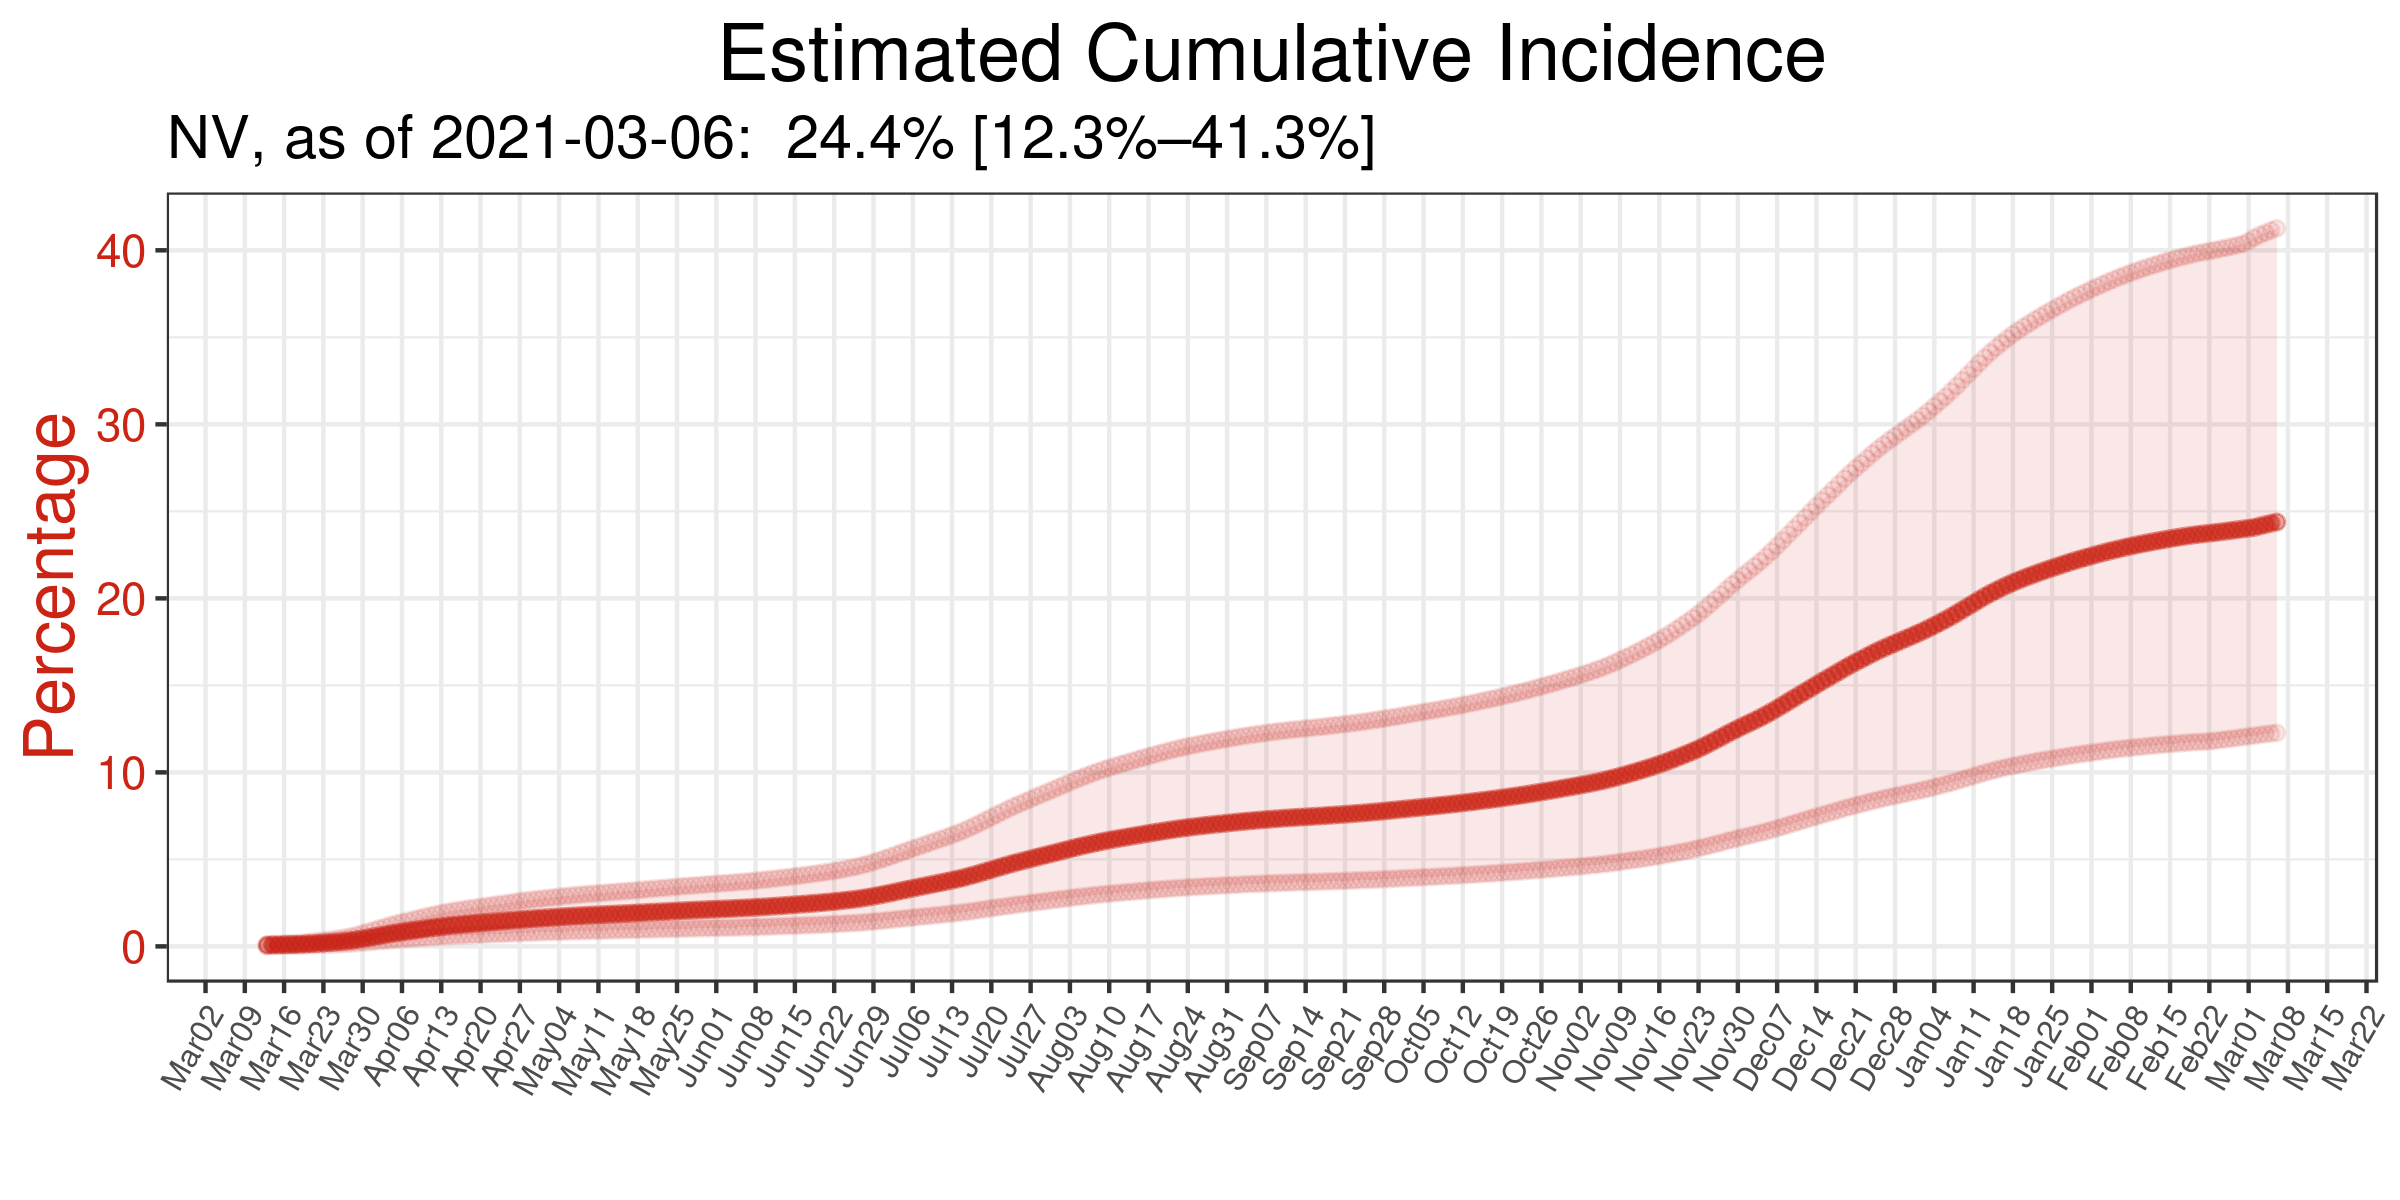 Estimated Cumulative Incidence
NV, as of 2021-03-06:  24.4% [12.3%–41.3%]
Percentage
40
30
20
10
0
Mar02
Mar09
Mar16
Mar23
Mar30
Apr06
Apr13
Apr20
Apr27
May04
May11
May18
May25
Jun01
Jun08
Jun15
Jun22
Jun29
Jul06
Jul13
Jul20
Jul27
Aug03
Aug10
Aug17
Aug24
Aug31
Sep07
Sep14
Sep21
Sep28
Oct05
Oct12
Oct19
Oct26
Nov02
Nov09
Nov16
Nov23
Nov30
Dec07
Dec14
Dec21
Dec28
Jan04
Jan11
Jan18
Jan25
Feb01
Feb08
Feb15
Feb22
Mar01
Mar08
Mar15
Mar22